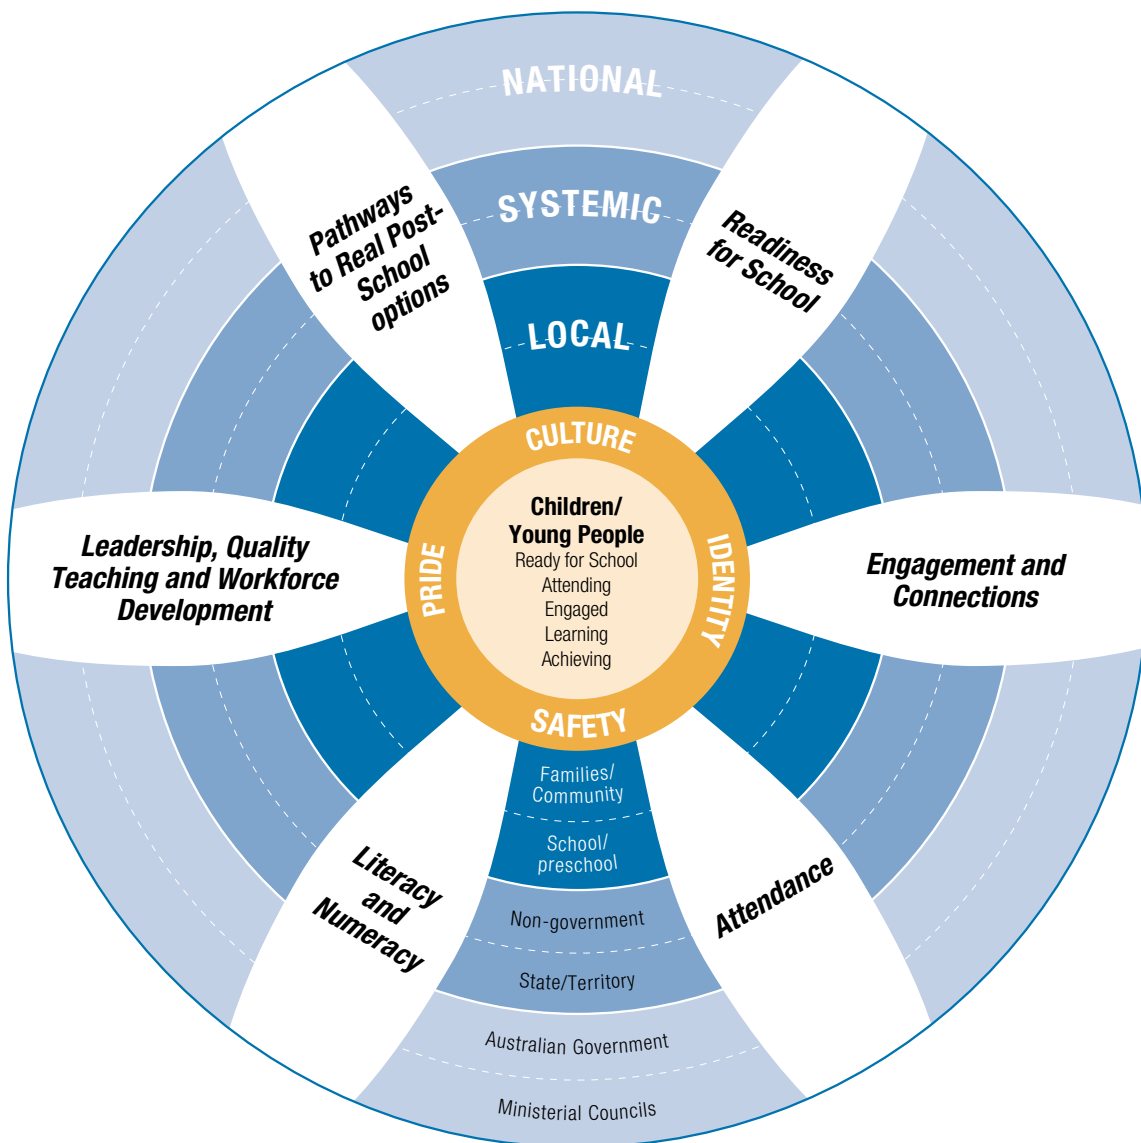 NATIONAL
SYSTEMIC
LOCAL
Pathways
to Real Post-
School
options
Readiness
for School
CULTURE
IDENTITY
SAFETY
PRIDE
Children/
Young People
Ready for School
Attending
Engaged
Learning
Achieving
Leadership, Quality
Teaching and Workforce
Development
Engagement and
Connections
Literacy
and
Numeracy
Attendance
Families/
Community
School/
preschool
Non-government
State/Territory
Australian Government
Ministerial Councils